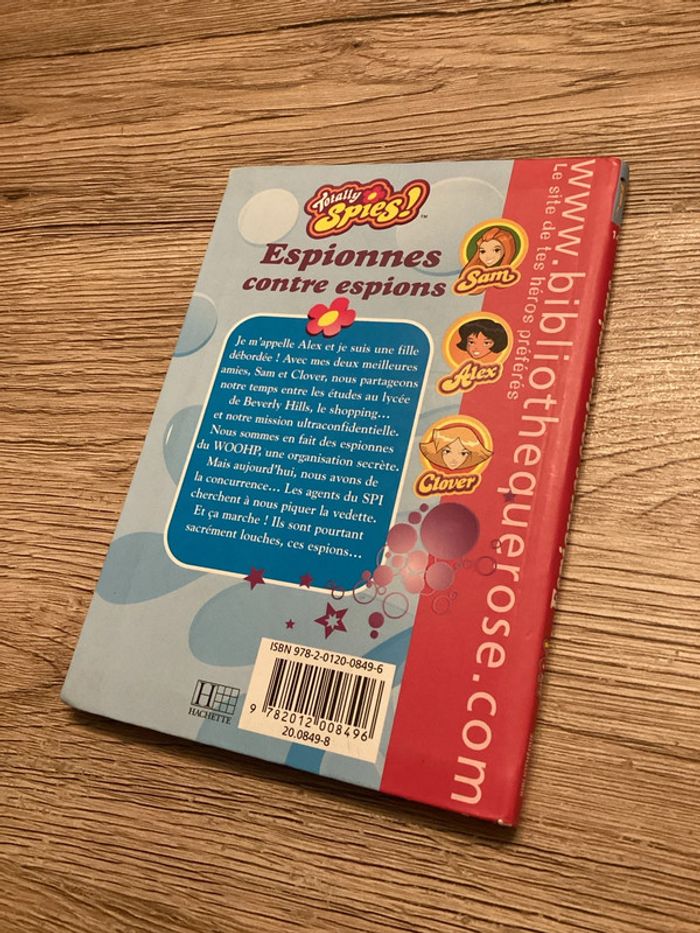 Totally
Spies!™
Espionnes
contre espions
Je m'appelle Alex et je suis une fille
débordée ! Avec mes deux meilleures
amies, Sam et Clover, nous partageons
notre temps entre les études au lycée
de Beverly Hills, le shopping...
et notre mission ultraconfidentielle.
Nous sommes en fait des espionnes
du WOOHP, une organisation secrète.
Mais aujourd'hui, nous avons de
la concurrence... Les agents du SPI
cherchent à nous piquer la vedette.
Et ça marche ! Ils sont pourtant
sacrément louches, ces espions...
Sam
Alex
Clover
www.bibliothequerose.com
Le site de tes héros préférés
ISBN 978-2-0120-0849-6
9 782012 008496
20.0849-8
H
HACHETTE